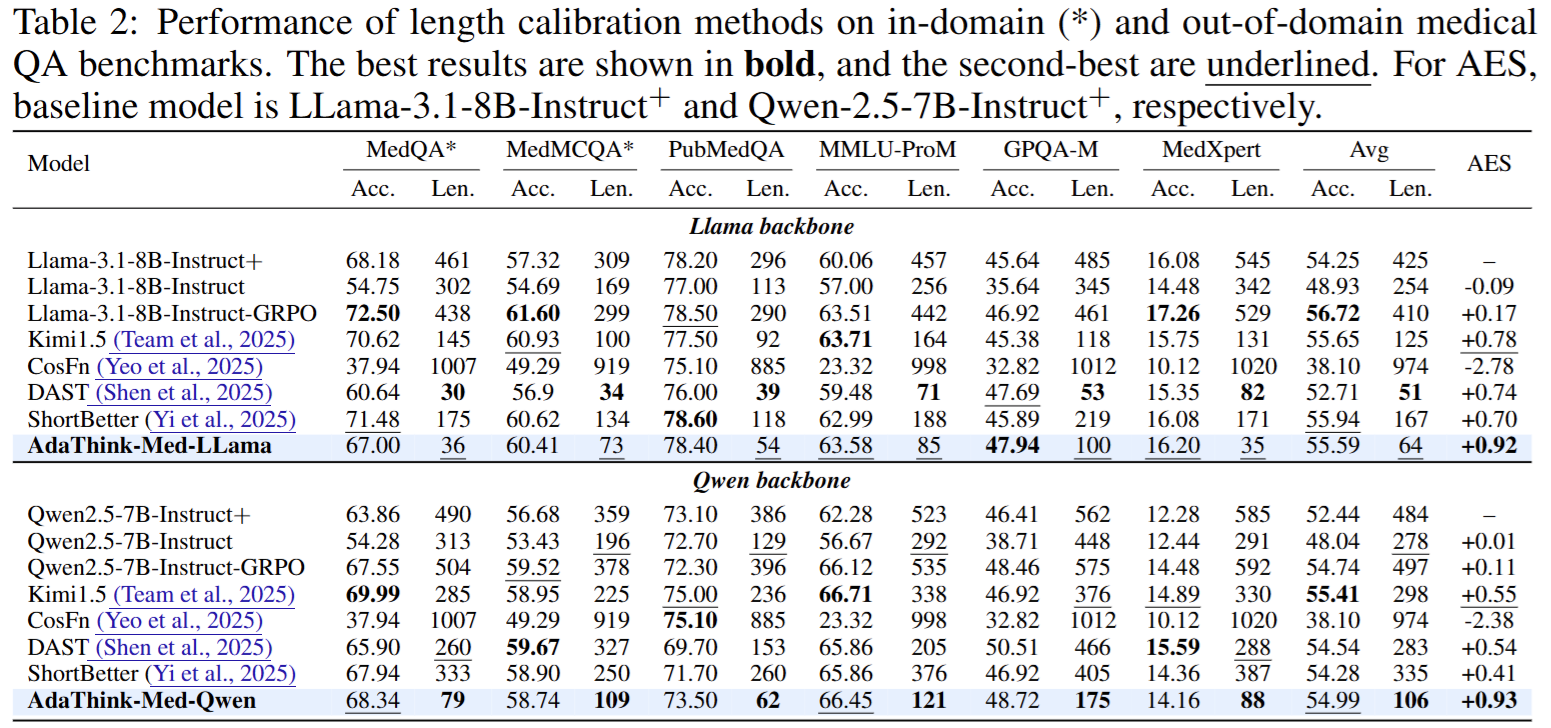 Table 2: Performance of length calibration methods on in-domain (*) and out-of-domain medical
QA benchmarks. The best results are shown in bold, and the second-best are underlined. For AES,
baseline model is LLama-3.1-8B-Instruct+ and Qwen-2.5-7B-Instruct+, respectively.
Model MedQA* MedMCQA* PubMedQA MMLU-ProM GPQA-M MedXpert Avg AES
Acc. Len. Acc. Len. Acc. Len. Acc. Len. Acc. Len. Acc. Len. Acc. Len.
Llama backbone
Llama-3.1-8B-Instruct+ 68.18 461 57.32 309 78.20 296 60.06 457 45.64 485 16.08 545 54.25 425 –
Llama-3.1-8B-Instruct 54.75 302 54.69 169 77.00 113 57.00 256 35.64 345 14.48 342 48.93 254 -0.09
Llama-3.1-8B-Instruct-GRPO 72.50 438 61.60 299 78.50 290 63.51 442 46.92 461 17.26 529 56.72 410 +0.17
Kimi1.5 (Team et al., 2025) 70.62 145 60.93 100 77.50 92 63.71 164 45.38 118 15.75 131 55.65 125 +0.78
CosFn (Yeo et al., 2025) 37.94 1007 49.29 919 75.10 885 23.32 998 32.82 1012 10.12 1020 38.10 974 -2.78
DAST (Shen et al., 2025) 60.64 30 56.9 34 76.00 39 59.48 71 47.69 53 15.35 82 52.71 51 +0.74
ShortBetter (Yi et al., 2025) 71.48 175 60.62 134 78.60 118 62.99 188 45.89 219 16.08 171 55.94 167 +0.70
AdaThink-Med-LLama 67.00 36 60.41 73 78.40 54 63.58 85 47.94 100 16.20 35 55.59 64 +0.92
Qwen backbone
Qwen2.5-7B-Instruct+ 63.86 490 56.68 359 73.10 386 62.28 523 46.41 562 12.28 585 52.44 484 –
Qwen2.5-7B-Instruct 54.28 313 53.43 196 72.70 129 56.67 292 38.71 448 12.44 291 48.04 278 +0.01
Qwen2.5-7B-Instruct-GRPO 67.55 504 59.52 378 72.30 396 66.12 535 48.46 575 14.48 592 54.74 497 +0.11
Kimi1.5 (Team et al., 2025) 69.99 285 58.95 225 75.00 236 66.71 338 46.92 376 14.89 330 55.41 298 +0.55
CosFn (Yeo et al., 2025) 37.94 1007 49.29 919 75.10 885 23.32 998 32.82 1012 10.12 1020 38.10 974 -2.38
DAST (Shen et al., 2025) 65.90 260 59.67 327 69.70 153 65.86 205 50.51 466 15.59 288 54.54 283 +0.54
ShortBetter (Yi et al., 2025) 67.94 333 58.90 250 71.70 260 65.86 376 46.92 405 14.36 387 54.28 335 +0.41
AdaThink-Med-Qwen 68.34 79 58.74 109 73.50 62 66.45 121 48.72 175 14.16 88 54.99 106 +0.93